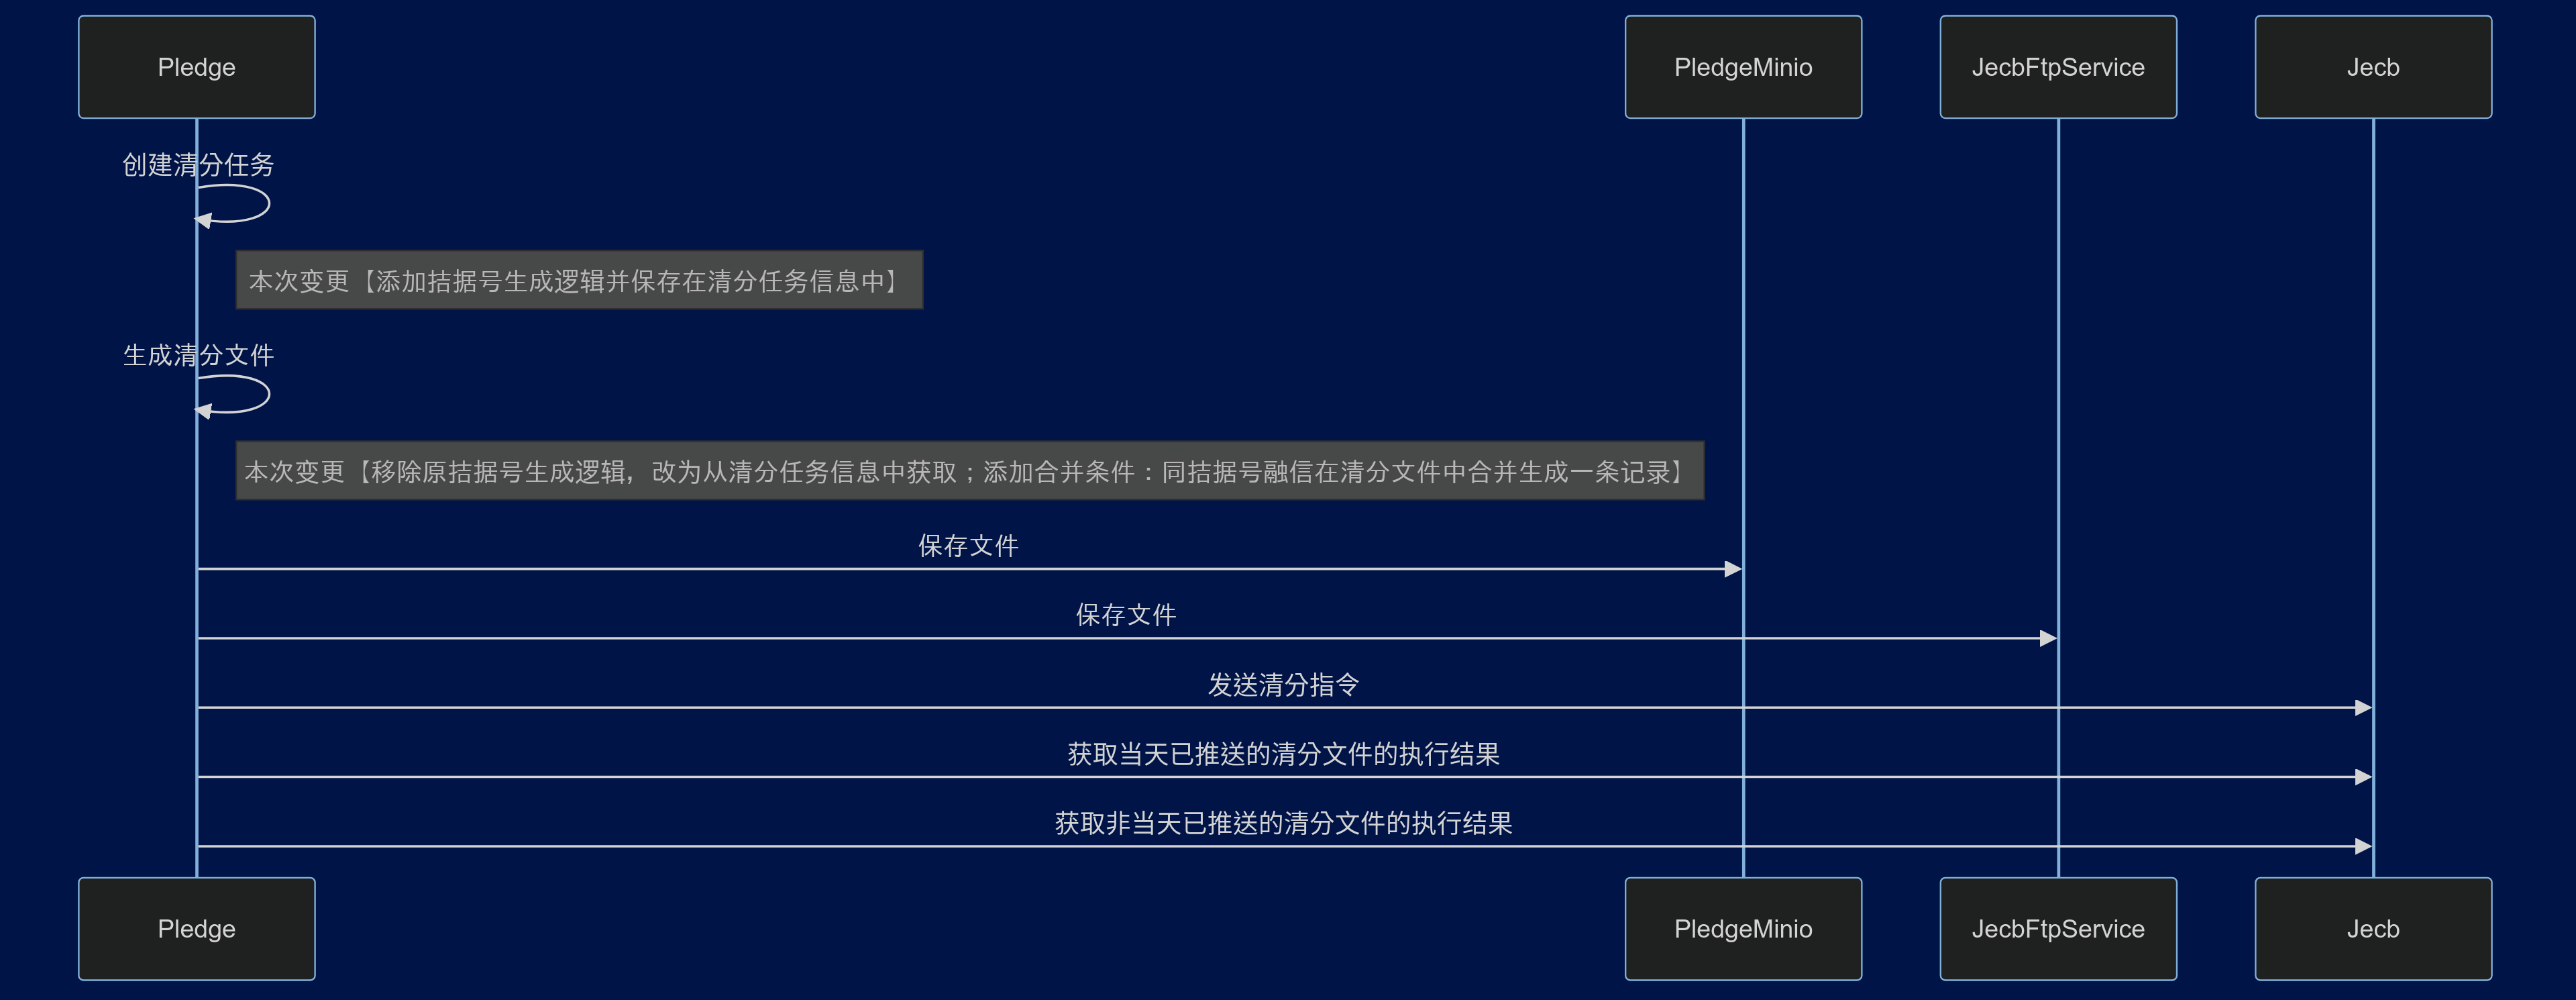 Pledge
PledgeMinio
JecbFtpService
Jecb
创建清分任务
本次变更【添加拮据号生成逻辑并保存在清分任务信息中】
生成清分文件
本次变更【移除原拮据号生成逻辑，改为从清分任务信息中获取；添加合并条件：同拮据号融信在清分文件中合并生成一条记录】
保存文件
保存文件
发送清分指令
获取当天已推送的清分文件的执行结果
获取非当天已推送的清分文件的执行结果
Pledge
PledgeMinio
JecbFtpService
Jecb